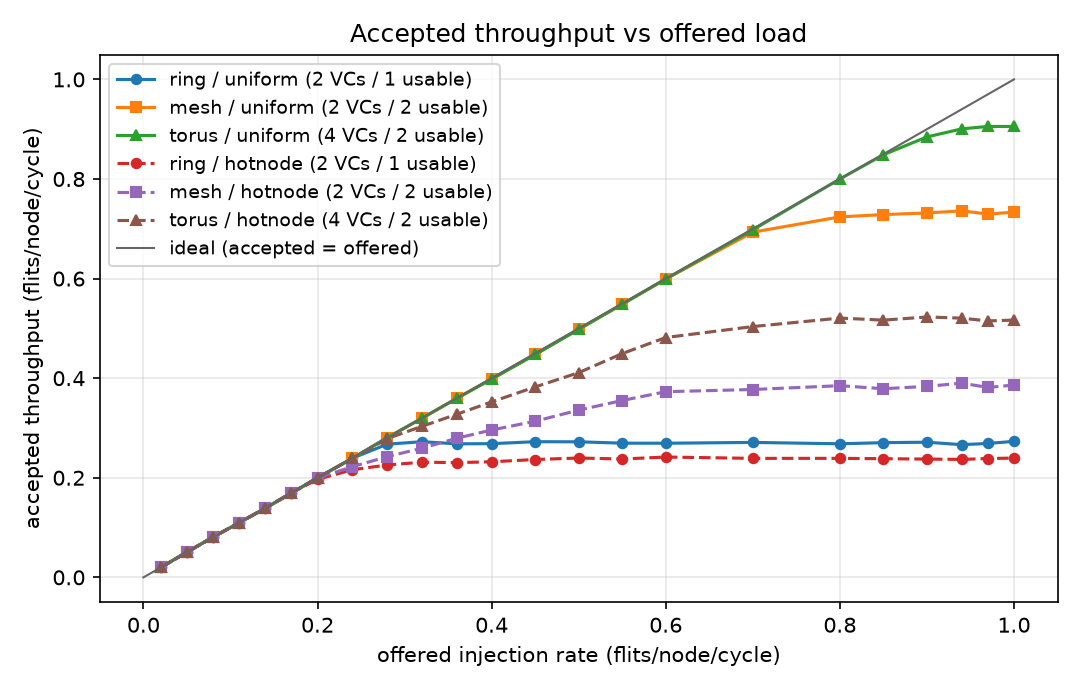 Accepted throughput vs offered load
ring / uniform (2 VCs / 1 usable)
mesh / uniform (2 VCs / 2 usable)
torus / uniform (4 VCs / 2 usable)
ring / hotnode (2 VCs / 1 usable)
mesh / hotnode (2 VCs / 2 usable)
torus / hotnode (4 VCs / 2 usable)
ideal (accepted = offered)
accepted throughput (flits/node/cycle)
1.0
0.8
0.6
0.4
0.2
0.0
0.0 0.2 0.4 0.6 0.8 1.0
offered injection rate (flits/node/cycle)